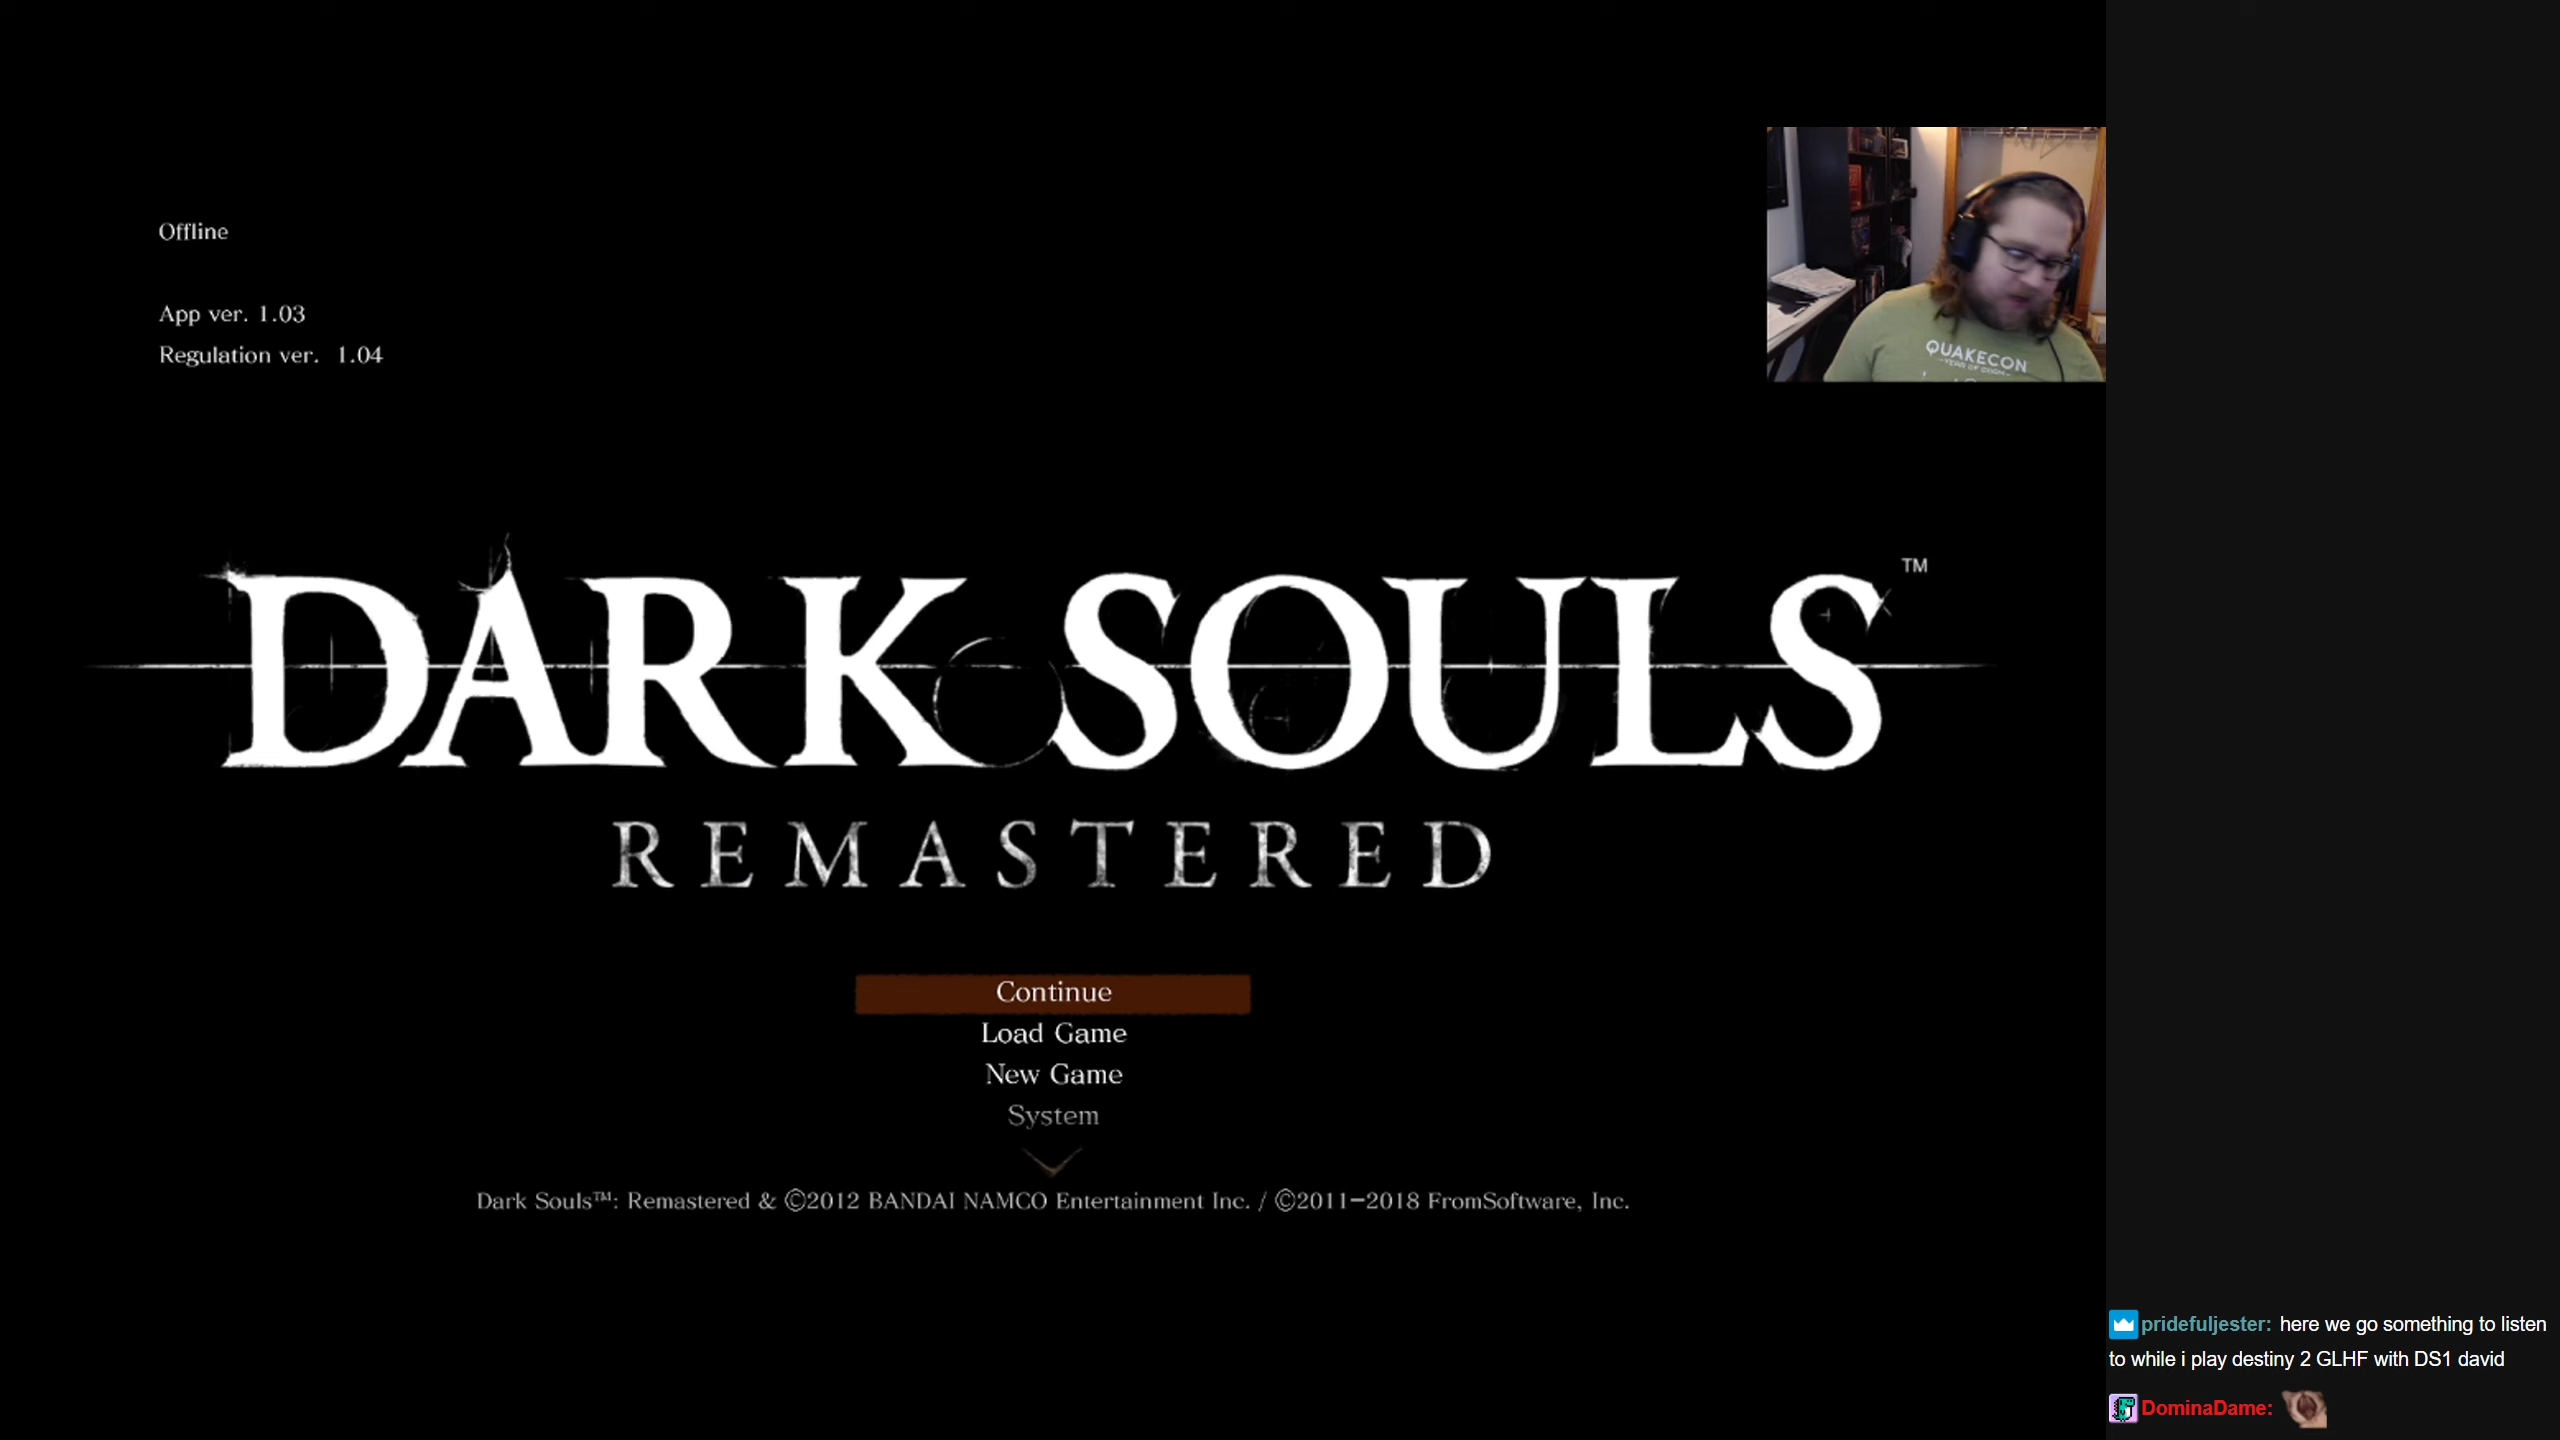 Offline
App ver. 1.03
Regulation ver. 1.04
QUAKECON
DARK SOULS™
REMASTERED
Continue
Load Game
New Game
System
Dark Souls™: Remastered & ©2012 BANDAI NAMCO Entertainment Inc. / ©2011-2018 FromSoftware, Inc.
pridefuljester: here we go something to listen
to while i play destiny 2 GLHF with DS1 david
DominaDame: